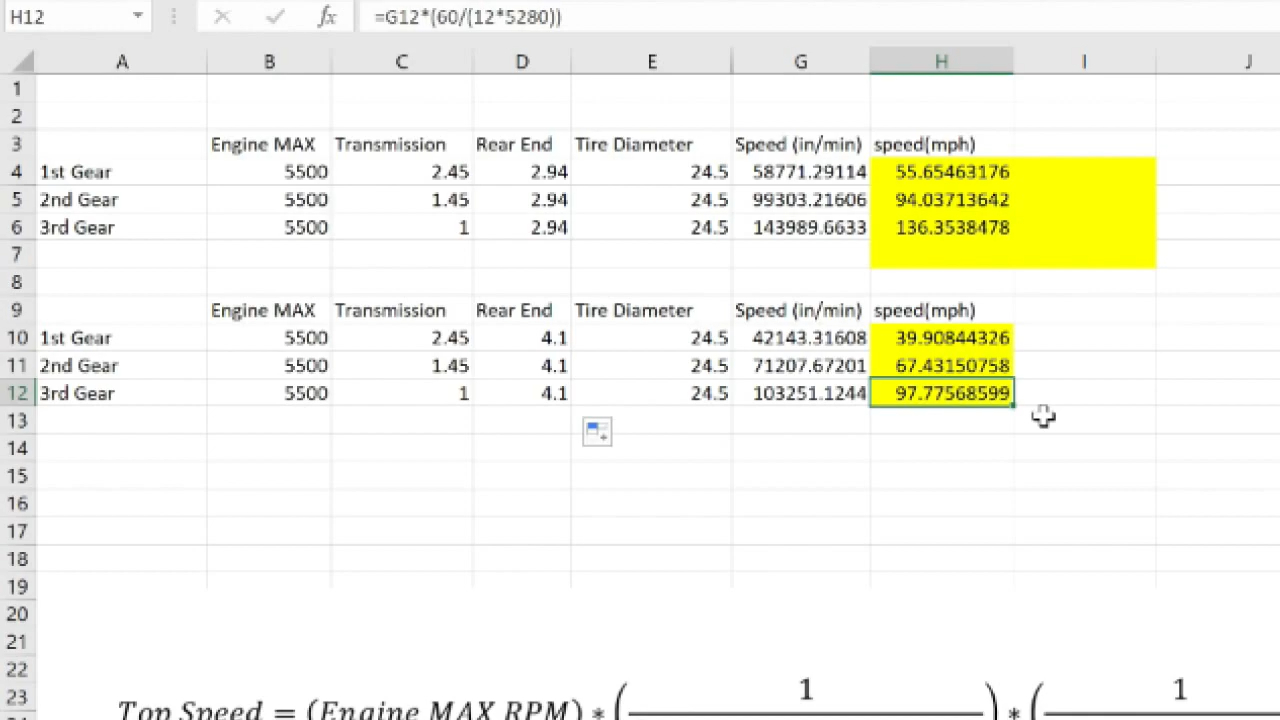 H12 fx =G12*(60/(12*5280))
A B C D E G H I J
1
2
3 Engine MAX Transmission Rear End Tire Diameter Speed (in/min) speed(mph)
4 1st Gear 5500 2.45 2.94 24.5 58771.29114 55.65463176
5 2nd Gear 5500 1.45 2.94 24.5 99303.21606 94.03713642
6 3rd Gear 5500 1 2.94 24.5 143989.6633 136.3538478
7
8
9 Engine MAX Transmission Rear End Tire Diameter Speed (in/min) speed(mph)
10 1st Gear 5500 2.45 4.1 24.5 42143.31608 39.90844326
11 2nd Gear 5500 1.45 4.1 24.5 71207.67201 67.43150758
12 3rd Gear 5500 1 4.1 24.5 103251.1244 97.77568599
13
14
15
16
17
18
19
20
21
22
23 Top Speed = (Engine MAX RPM) * ( 1 ) * ( 1